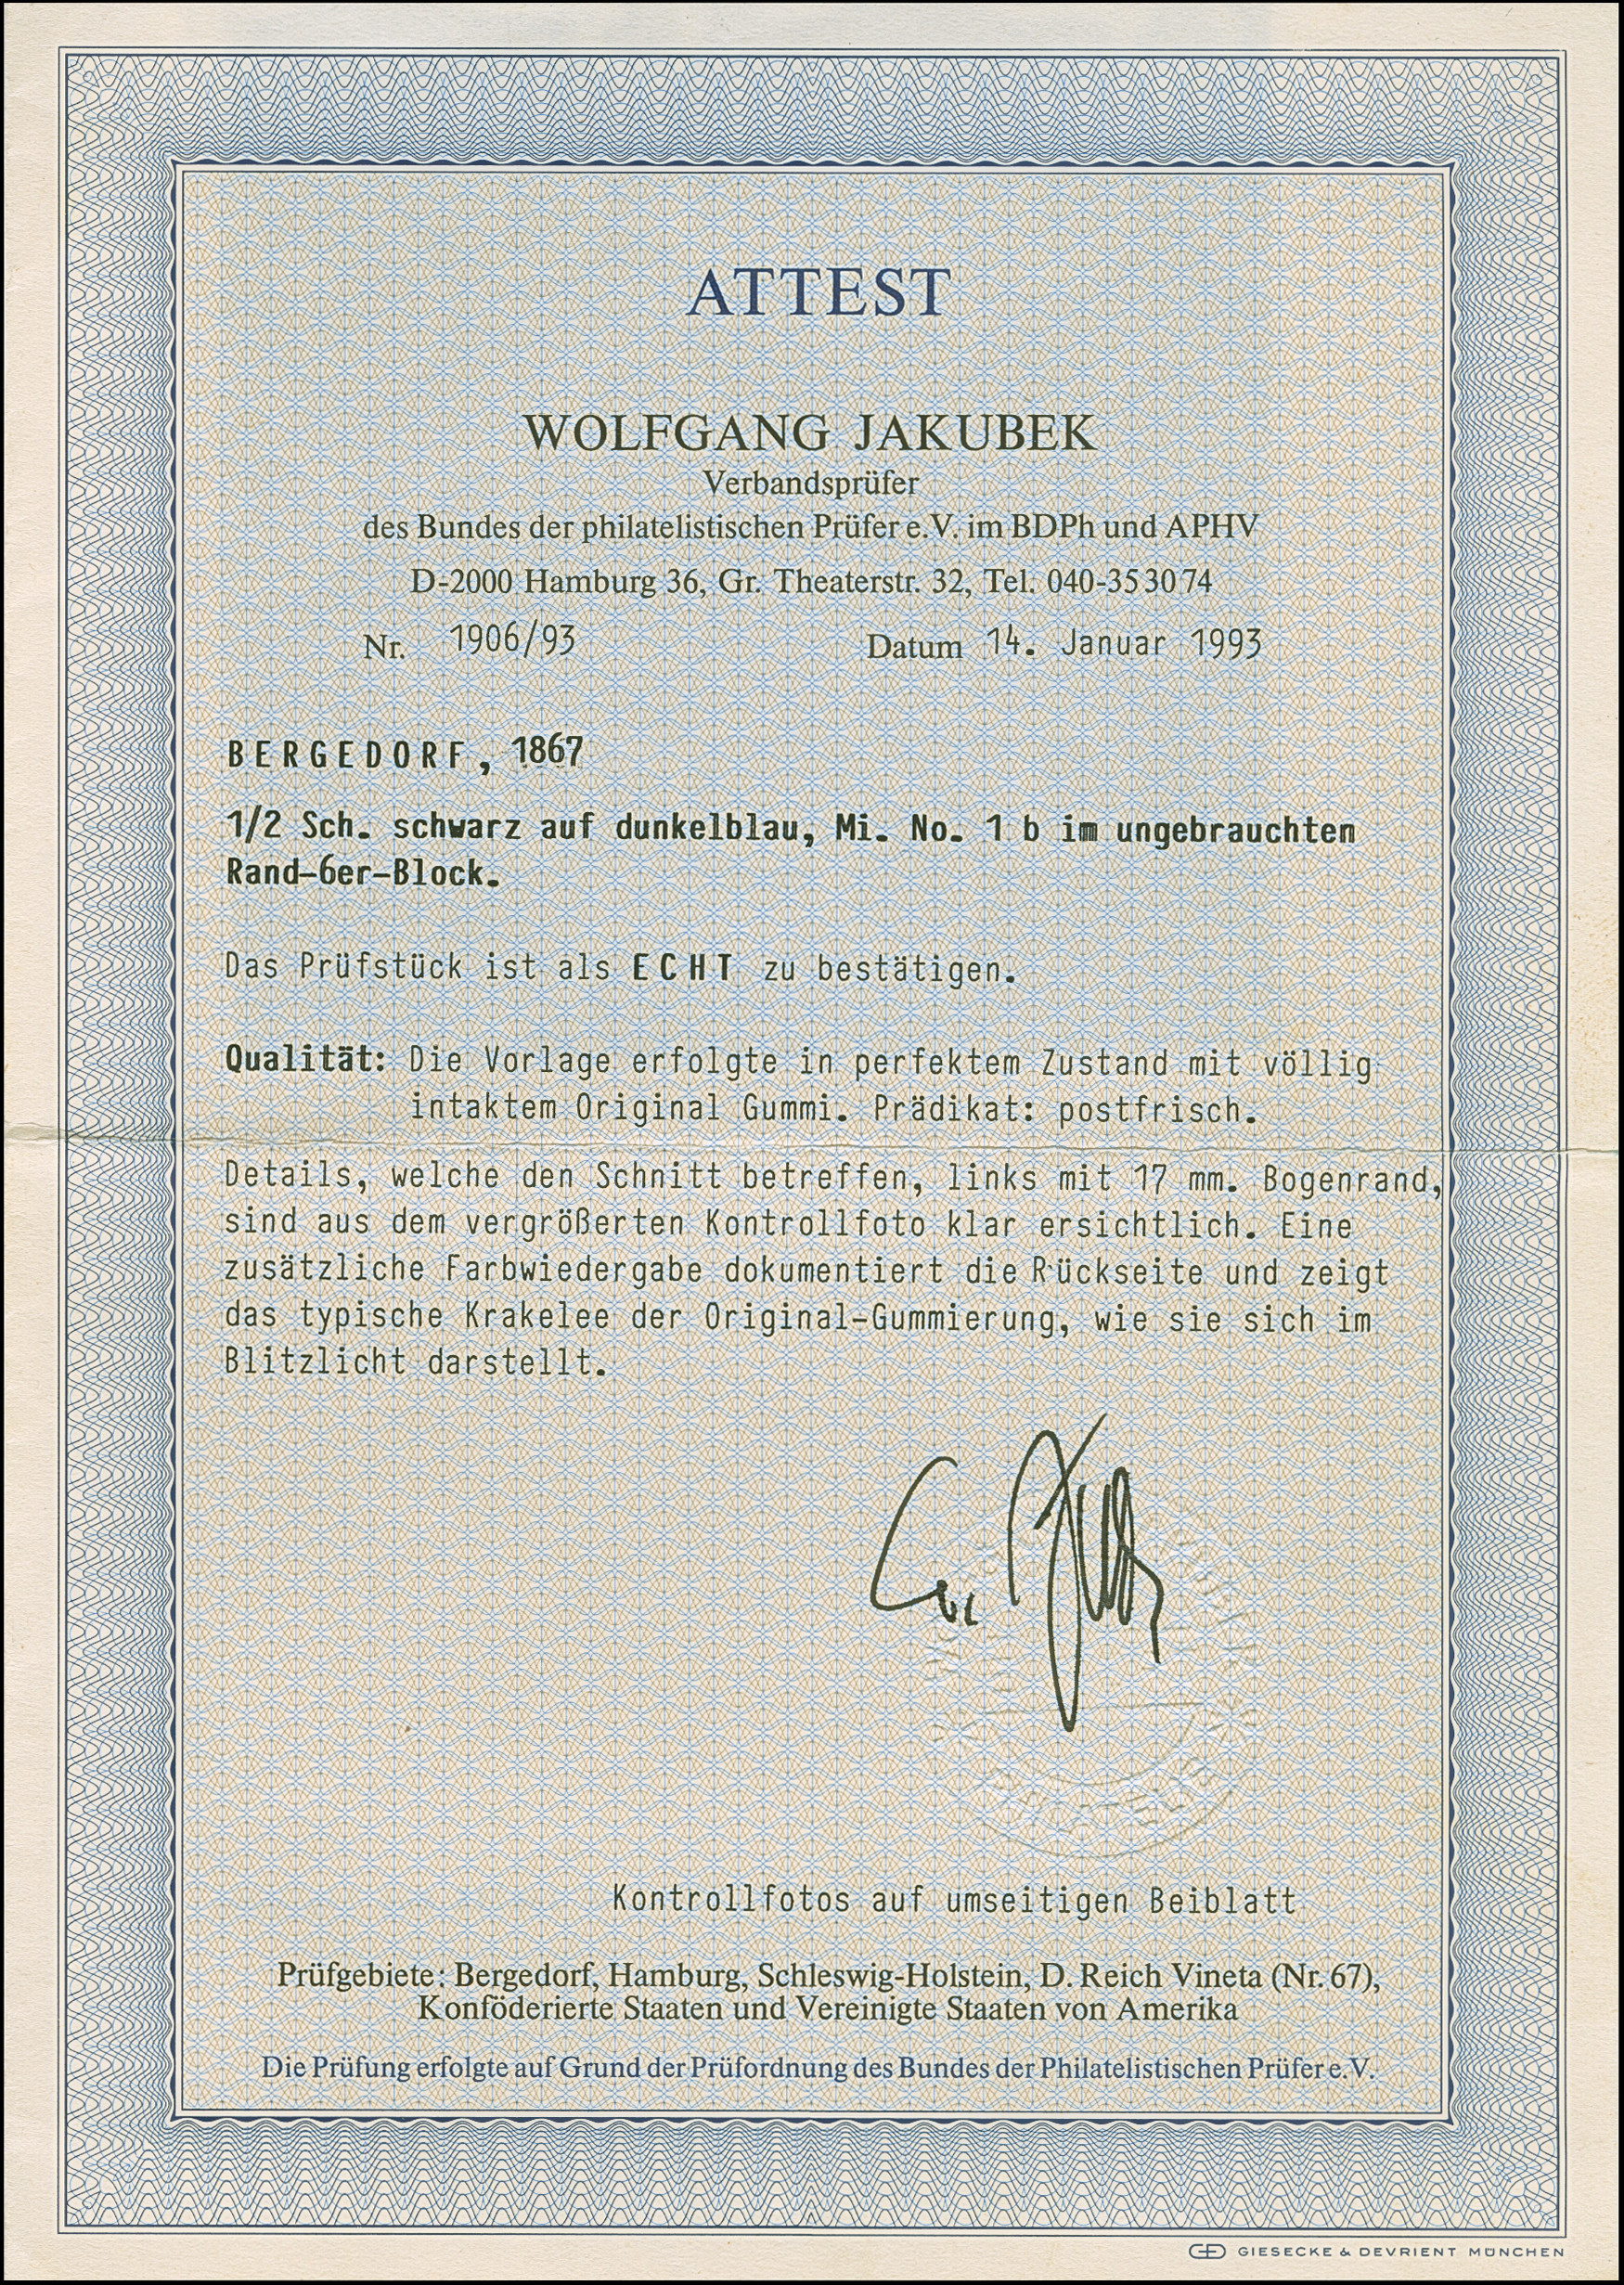 ATTEST
WOLFGANG JAKUBEK
Verbandsprüfer
des Bundes der philatelistischen Prüfer e.V. im BDPh und APHV
D-2000 Hamburg 36, Gr. Theaterstr. 32, Tel. 040-35 30 74
Nr. 1906/93 Datum 14. Januar 1993
BERGEDORF, 1867
1/2 Sch. schwarz auf dunkelblau, Mi. No. 1 b im ungebrauchten
Rand-6er-Block.
Das Prüfstück ist als ECHT zu bestätigen.
Qualität: Die Vorlage erfolgte in perfektem Zustand mit völlig
intaktem Original Gummi. Prädikat: postfrisch.
Details, welche den Schnitt betreffen, links mit 17 mm. Bogenrand,
sind aus dem vergrößerten Kontrollfoto klar ersichtlich. Eine
zusätzliche Farbwiedergabe dokumentiert die Rückseite und zeigt
das typische Krakelee der Original-Gummierung, wie sie sich im
Blitzlicht darstellt.
Kontrollfotos auf umseitigen Beiblatt
Prüfgebiete: Bergedorf, Hamburg, Schleswig-Holstein, D. Reich Vineta (Nr. 67),
Konföderierte Staaten und Vereinigte Staaten von Amerika
Die Prüfung erfolgte auf Grund der Prüfordnung des Bundes der Philatelistischen Prüfer e.V.
GIESECKE & DEVRIENT MÜNCHEN